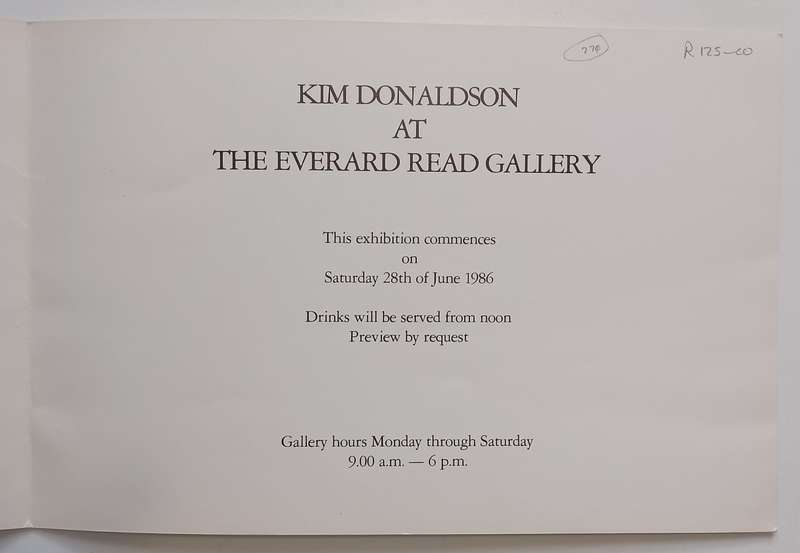 R 125-00
KIM DONALDSON
AT
THE EVERARD READ GALLERY
This exhibition commences
on
Saturday 28th of June 1986
Drinks will be served from noon
Preview by request
Gallery hours Monday through Saturday
9.00 a.m. — 6 p.m.